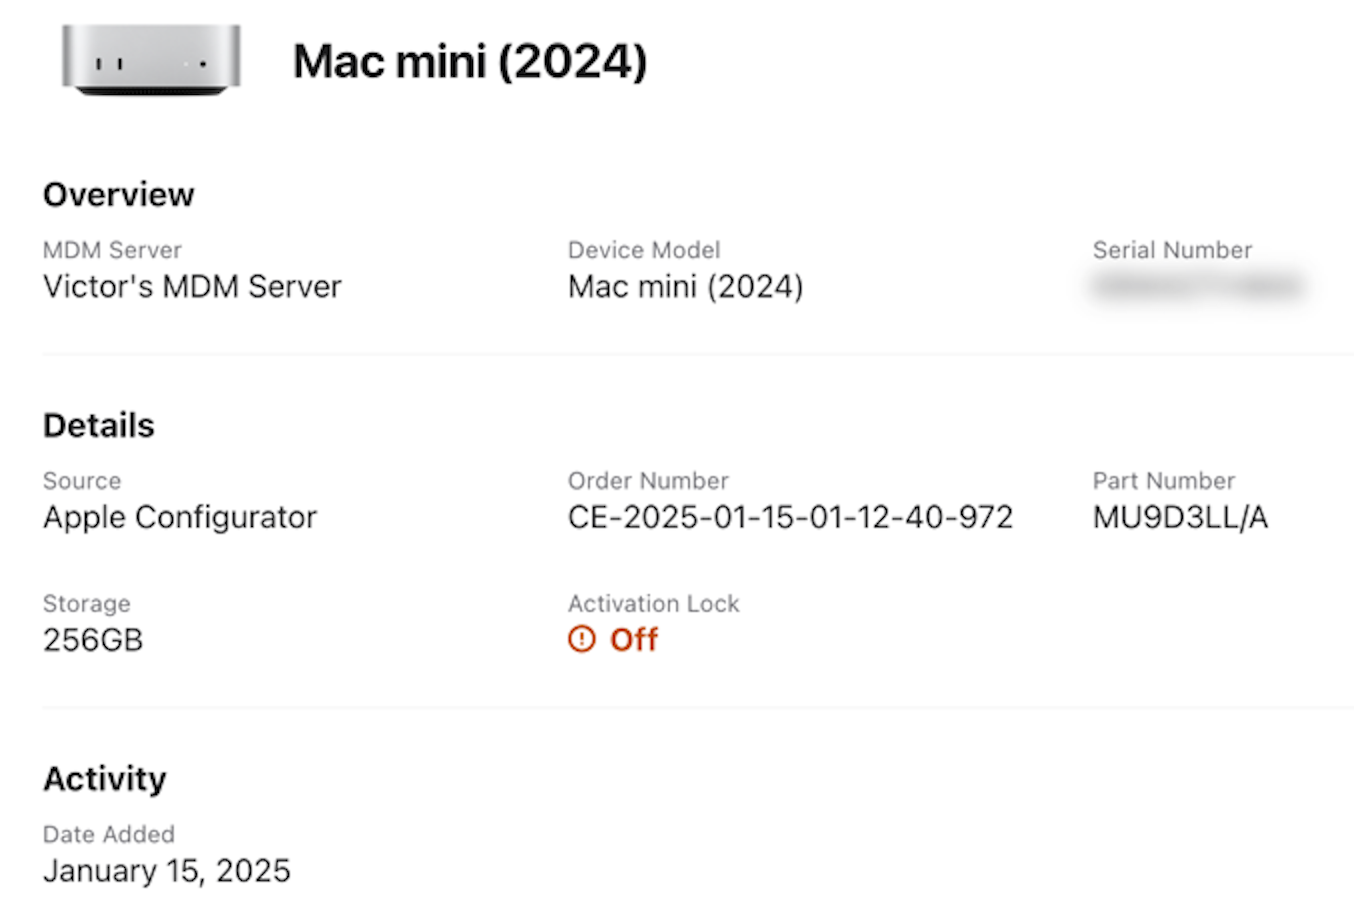 Mac mini (2024)
Overview
MDM Server
Device Model
Serial Number
Victor's MDM Server
Mac mini (2024)
Details
Source
Order Number
Part Number
Apple Configurator
CE-2025-01-15-01-12-40-972
MU9D3LL/A
Storage
Activation Lock
256GB
Off
Activity
Date Added
January 15, 2025